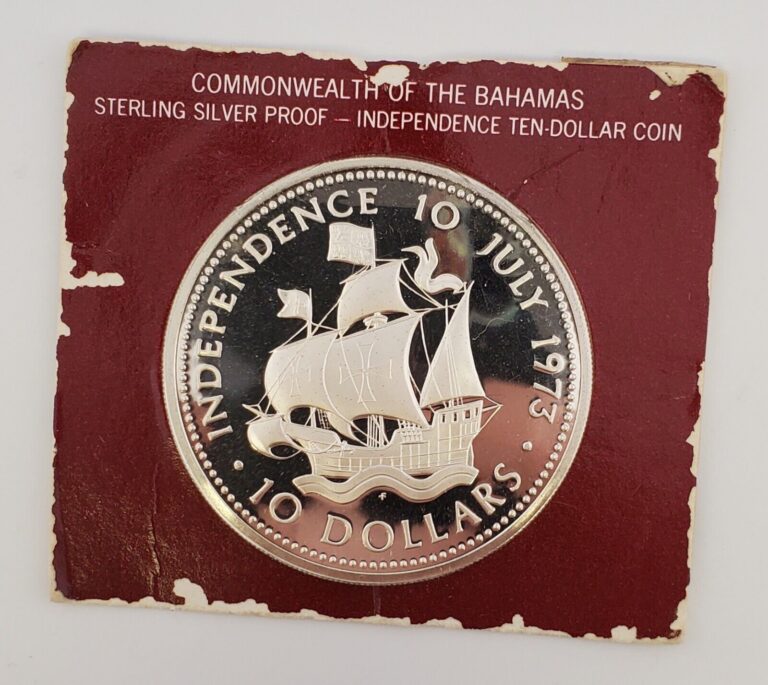 COMMONWEALTH OF THE BAHAMAS
STERLING SILVER PROOF — INDEPENDENCE TEN-DOLLAR COIN
INDEPENDENCE 10 JULY 1973
• 10 DOLLARS •
F